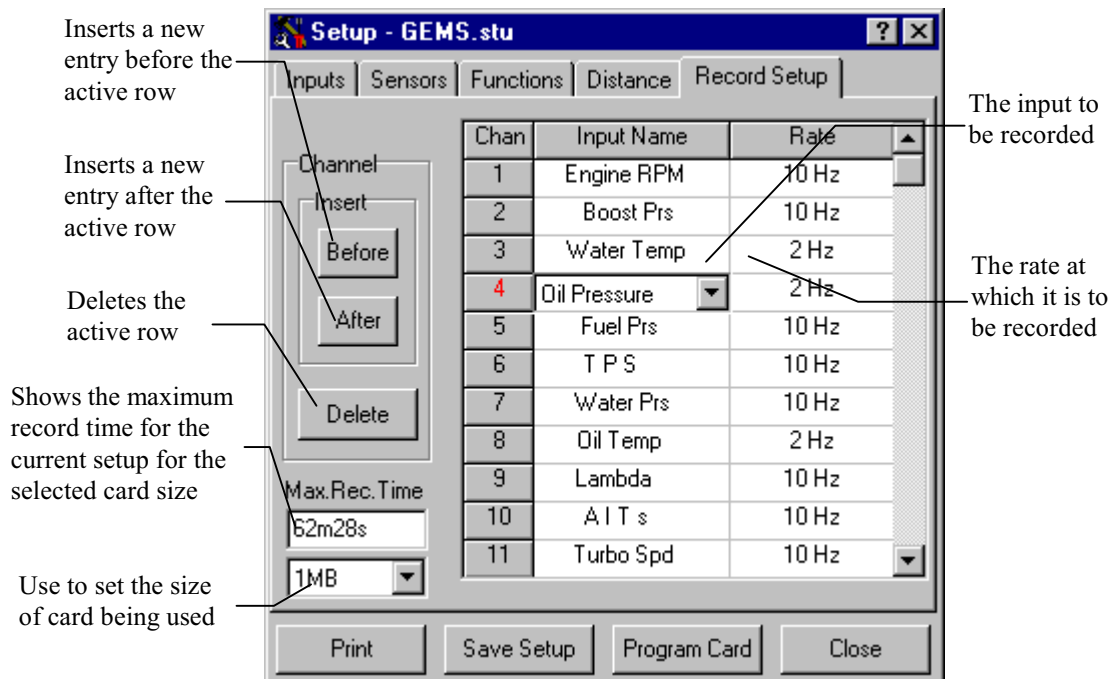 Inserts a new
entry before the
active row
Inserts a new
entry after the
active row
Deletes the
active row
Shows the maximum
record time for the
current setup for the
selected card size
Use to set the size
of card being used
Setup - GEMS.stu
Inputs Sensors Functions Distance Record Setup
Channel
Insert
Before
After
Delete
Max.Rec.Time
62m28s
1MB
Chan Input Name Rate
1 Engine RPM 10 Hz
2 Boost Prs 10 Hz
3 Water Temp 2 Hz
4 Oil Pressure 2 Hz
5 Fuel Prs 10 Hz
6 T P S 10 Hz
7 Water Prs 10 Hz
8 Oil Temp 2 Hz
9 Lambda 10 Hz
10 A I T s 10 Hz
11 Turbo Spd 10 Hz
Print Save Setup Program Card Close
The input to
be recorded
The rate at
which it is to
be recorded